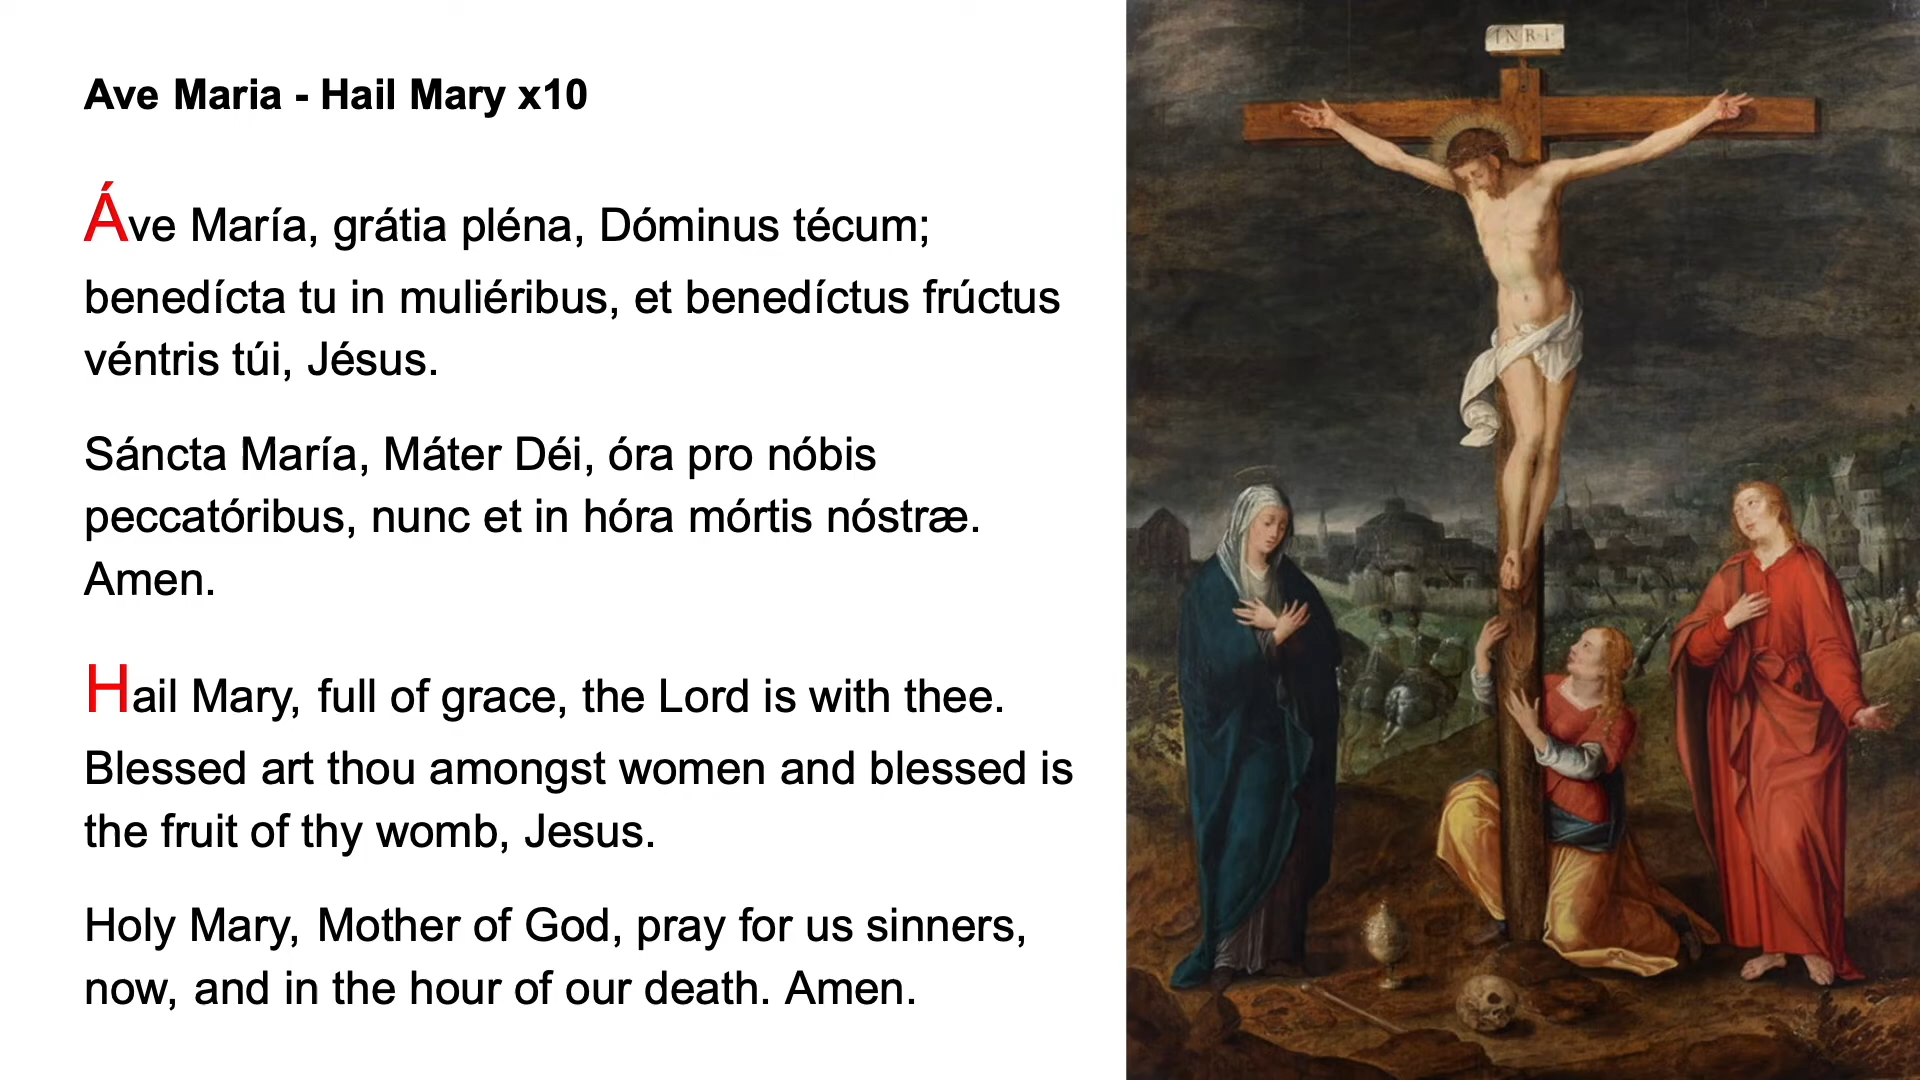 Ave Maria - Hail Mary x10
Áve María, grátia pléna, Dóminus técum;
benedícta tu in muliéribus, et benedíctus frúctus
véntris túi, Jésus.
Sáncta María, Máter Déi, óra pro nóbis
peccatóribus, nunc et in hóra mórtis nóstræ.
Amen.
Hail Mary, full of grace, the Lord is with thee.
Blessed art thou amongst women and blessed is
the fruit of thy womb, Jesus.
Holy Mary, Mother of God, pray for us sinners,
now, and in the hour of our death. Amen.
INRI